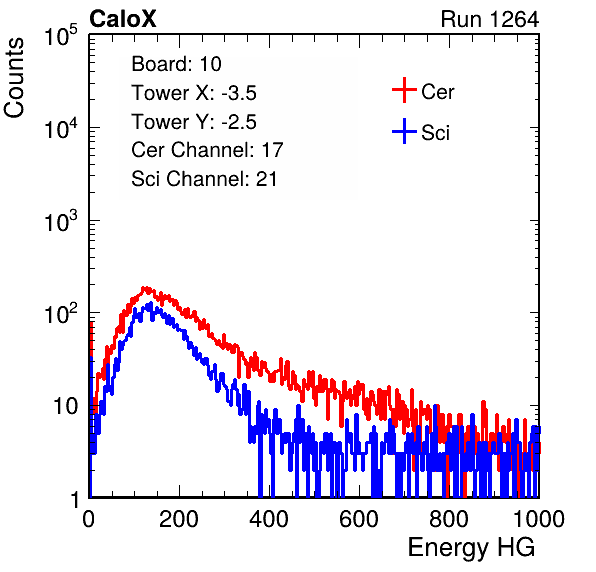 CaloX Run 1264
Counts
10^5
10^4
10^3
10^2
10
1
Board: 10
Tower X: -3.5
Tower Y: -2.5
Cer Channel: 17
Sci Channel: 21
Cer
Sci
0 200 400 600 800 1000
Energy HG